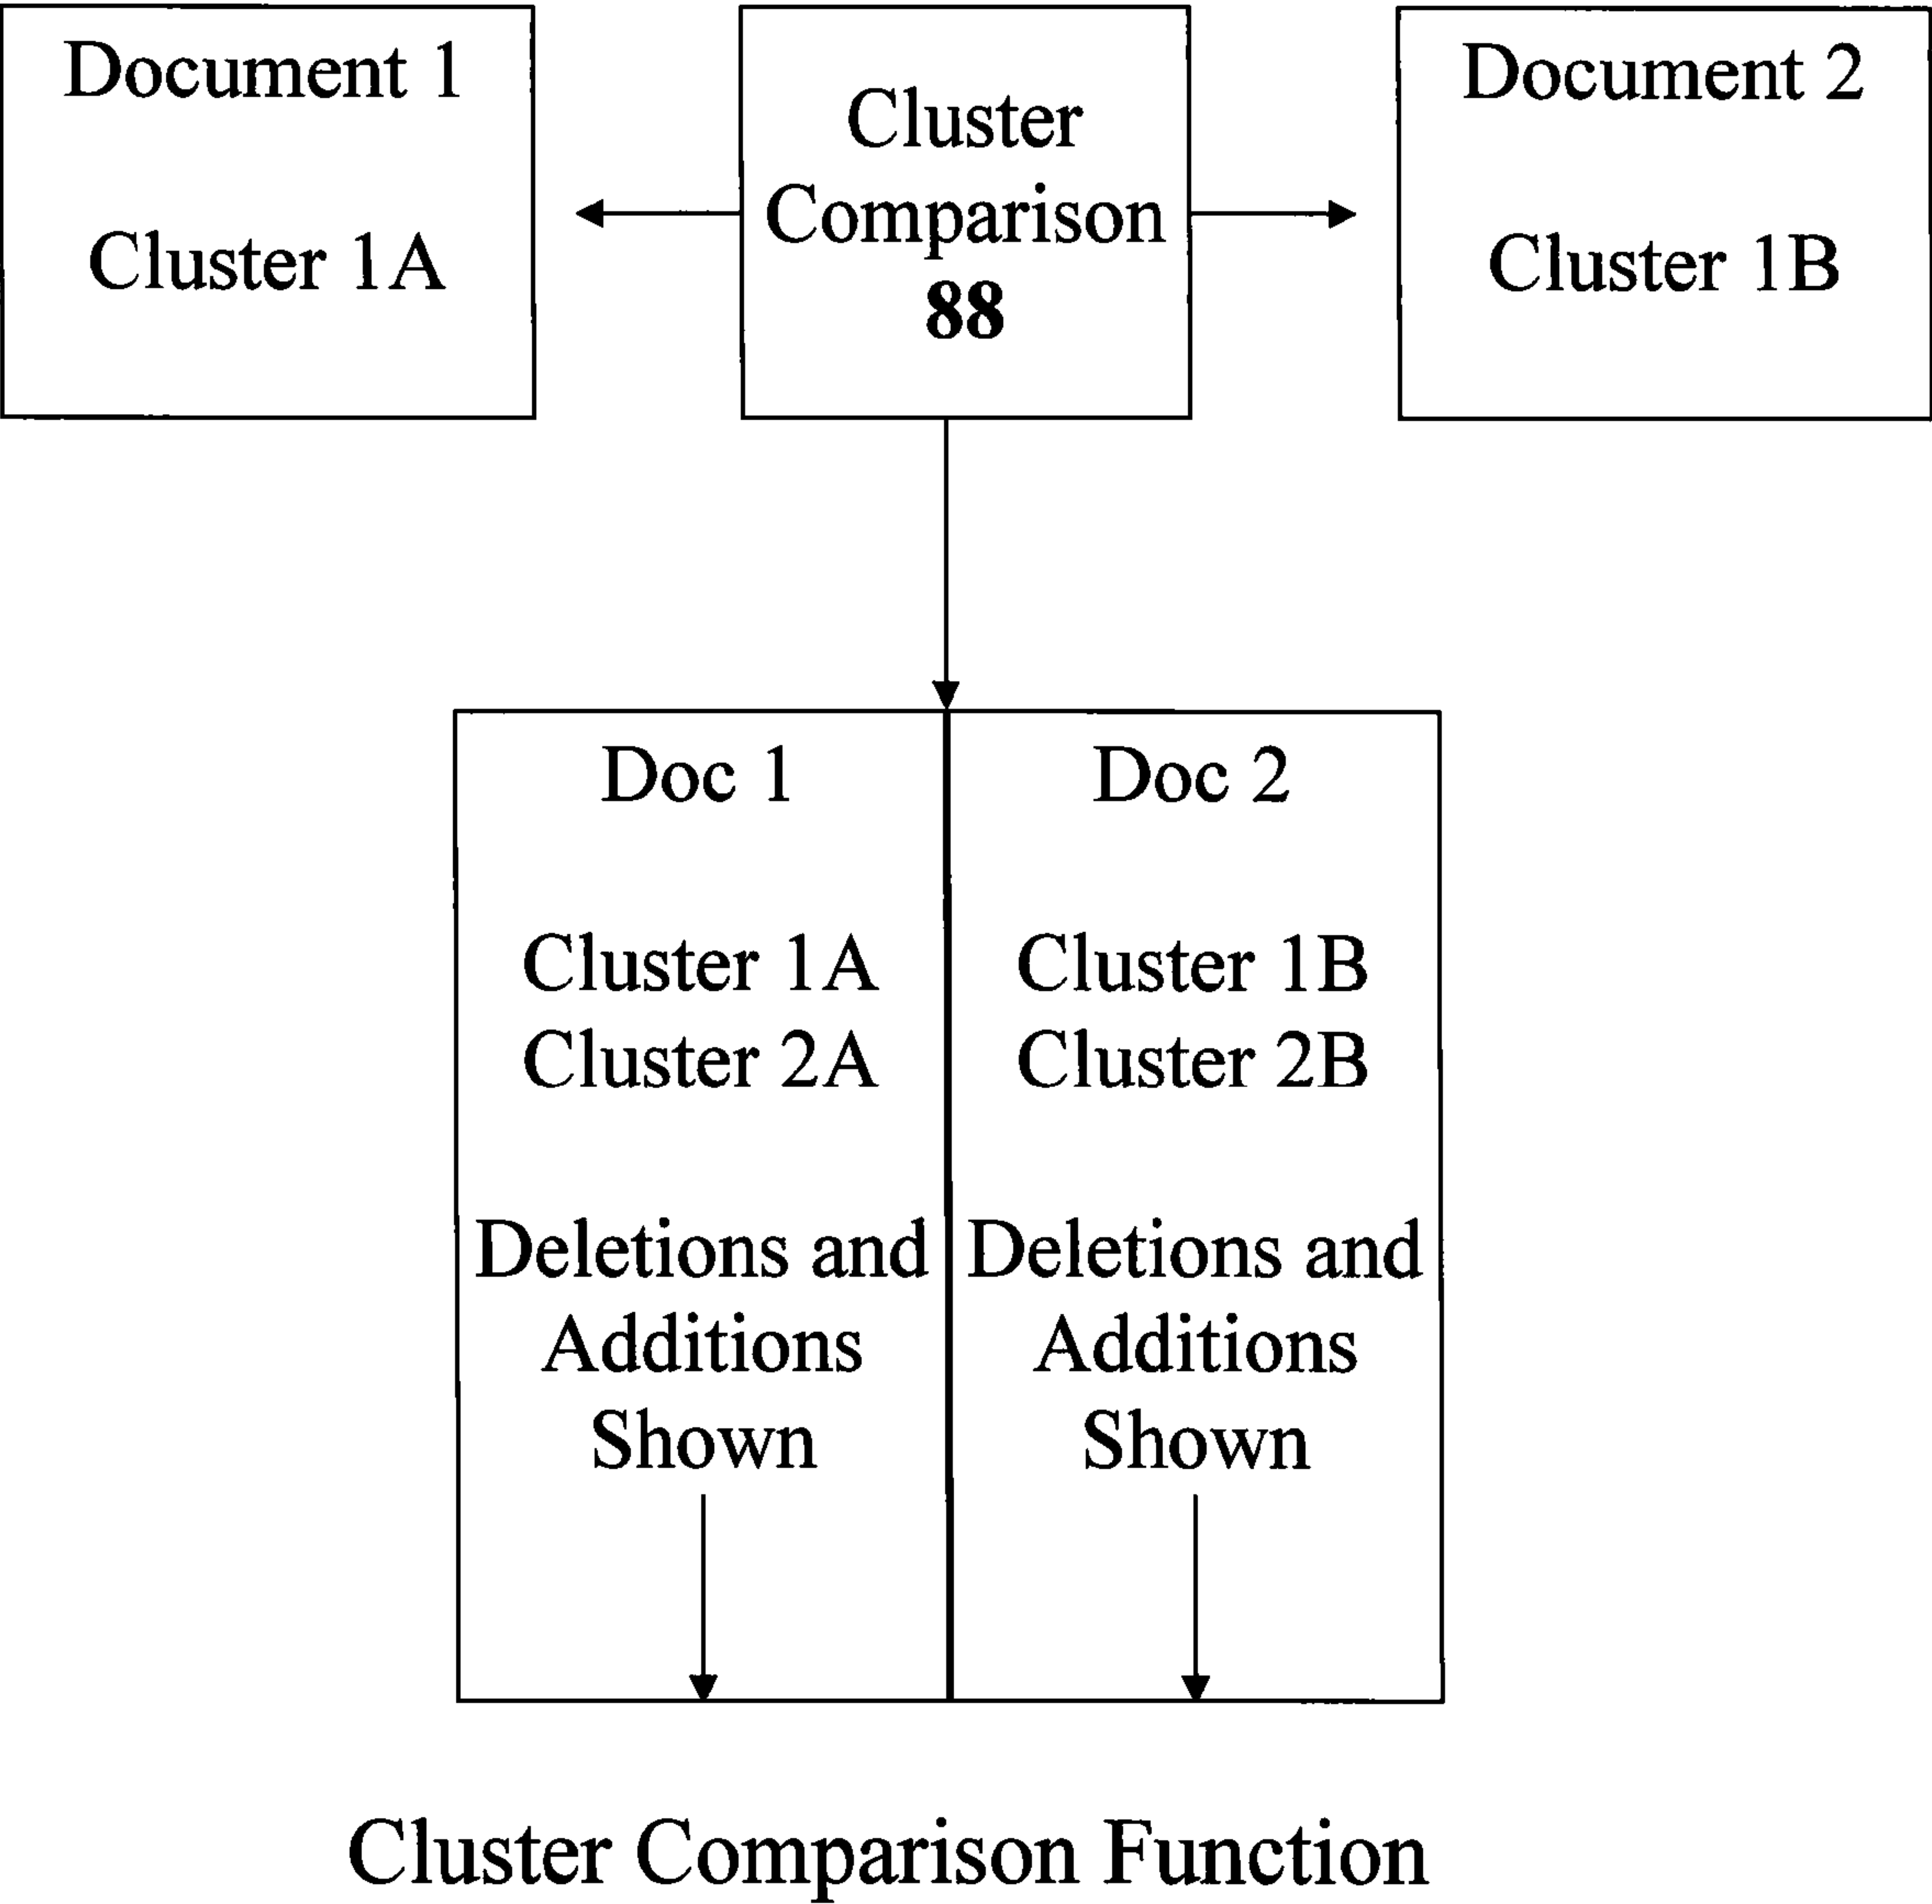 Document 1
Cluster 1A
Cluster
Comparison
88
Document 2
Cluster 1B
Doc 1
Cluster 1A
Cluster 2A
Deletions and
Additions
Shown
Doc 2
Cluster 1B
Cluster 2B
Deletions and
Additions
Shown
Cluster Comparison Function